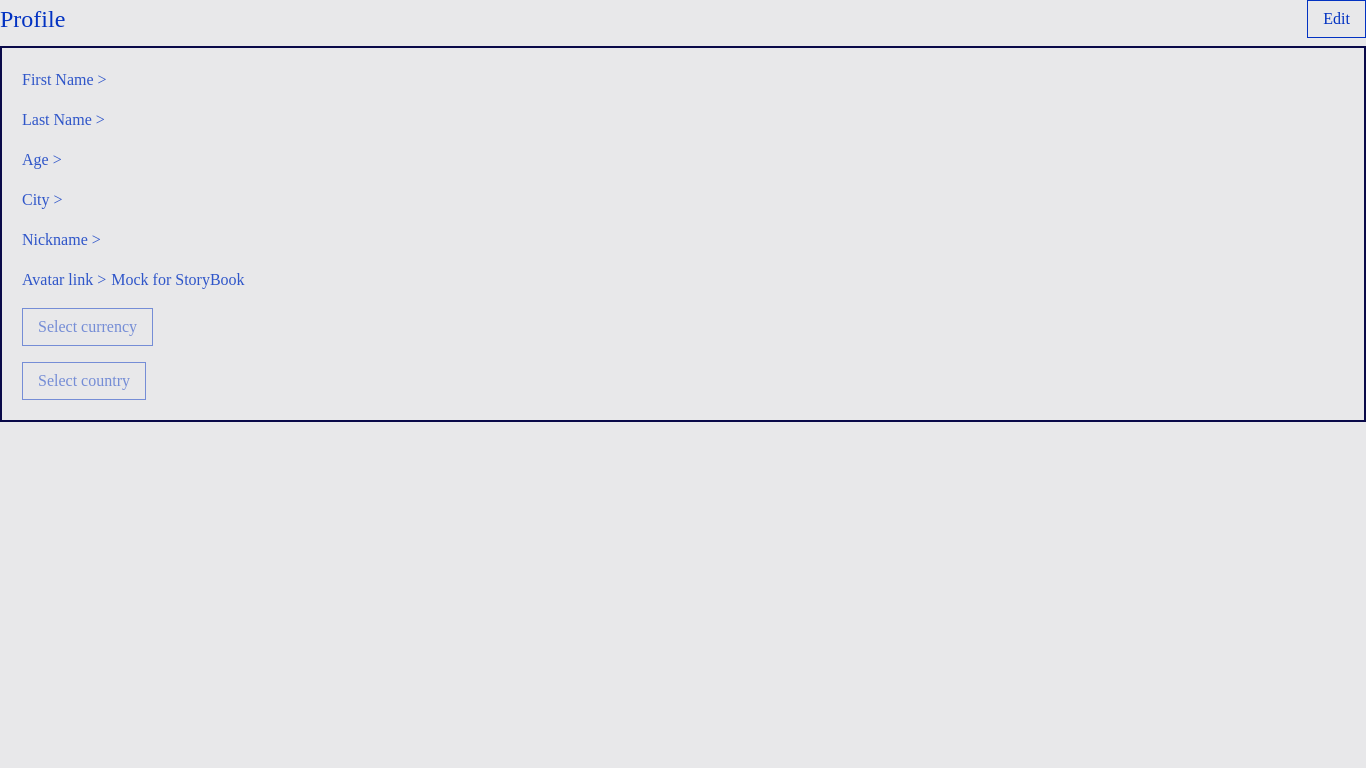 Profile
Edit
First Name >
Last Name >
Age >
City >
Nickname >
Avatar link > Mock for StoryBook
Select currency
Select country